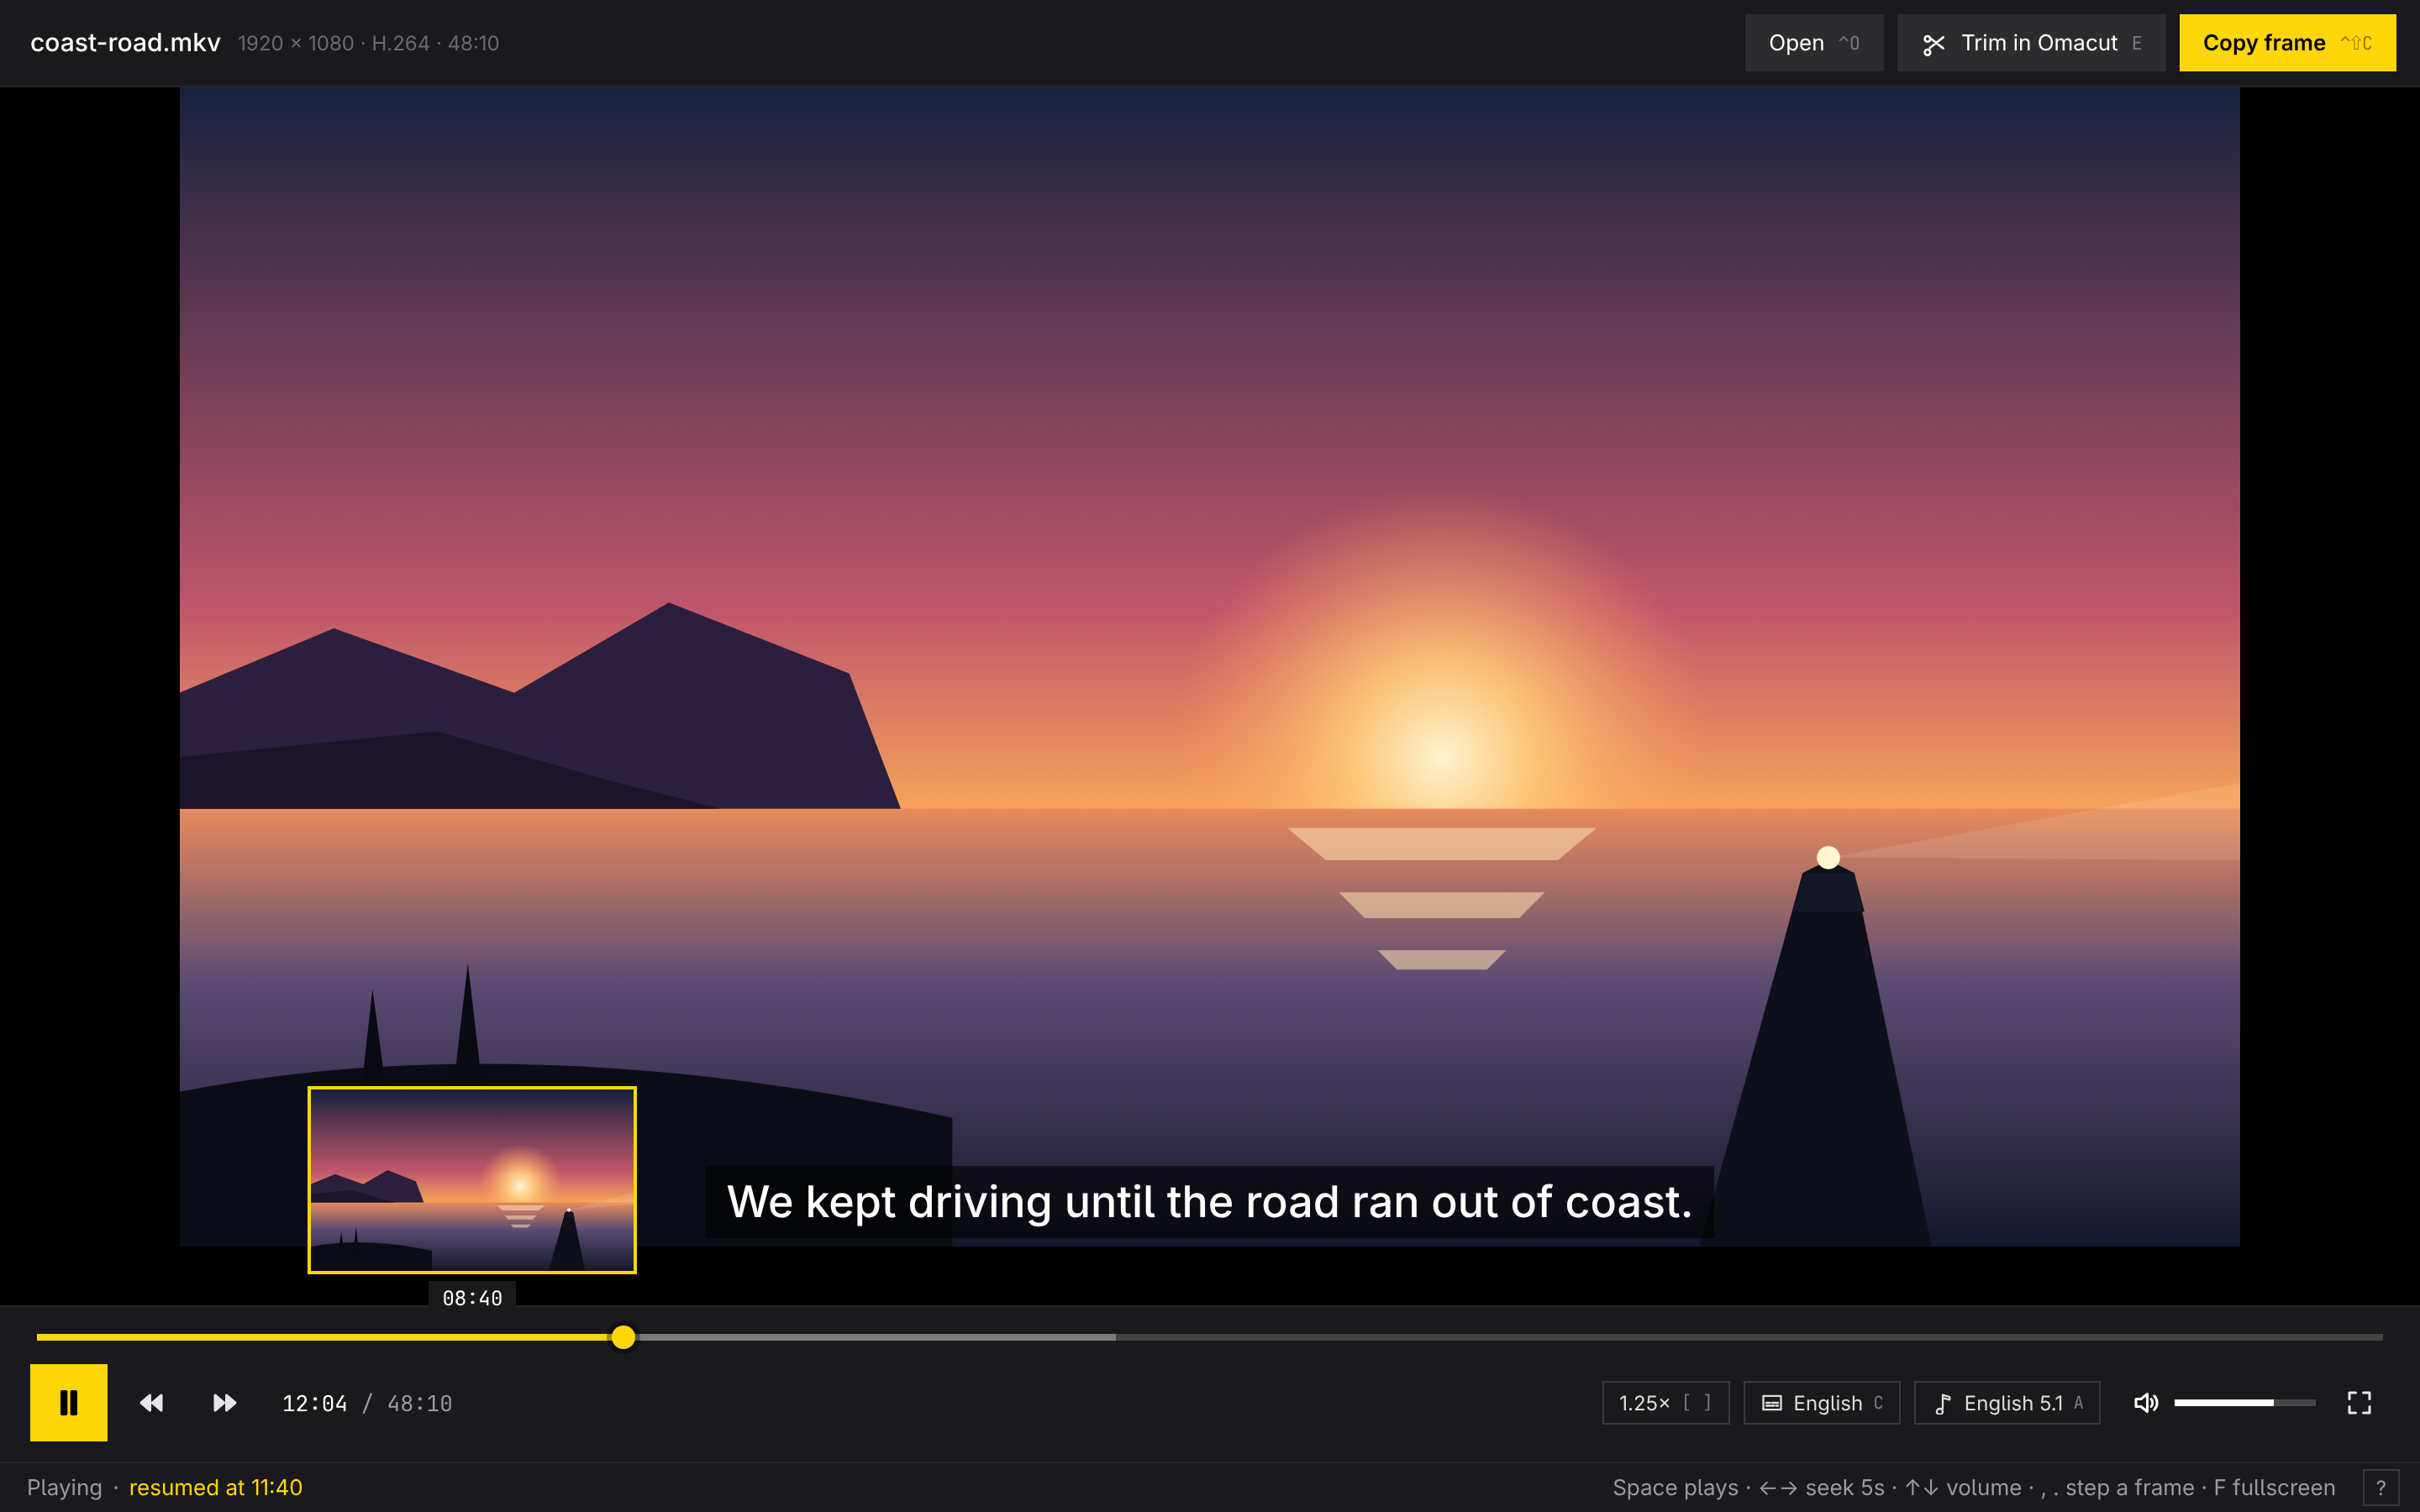 coast-road.mkv 1920 × 1080 · H.264 · 48:10 Open ^O Trim in Omacut E Copy frame ^⇧C
We kept driving until the road ran out of coast.
08:40
12:04 / 48:10 1.25× [ ] English C English 5.1 A
Playing · resumed at 11:40 Space plays · ←→ seek 5s · ↑↓ volume · , . step a frame · F fullscreen ?